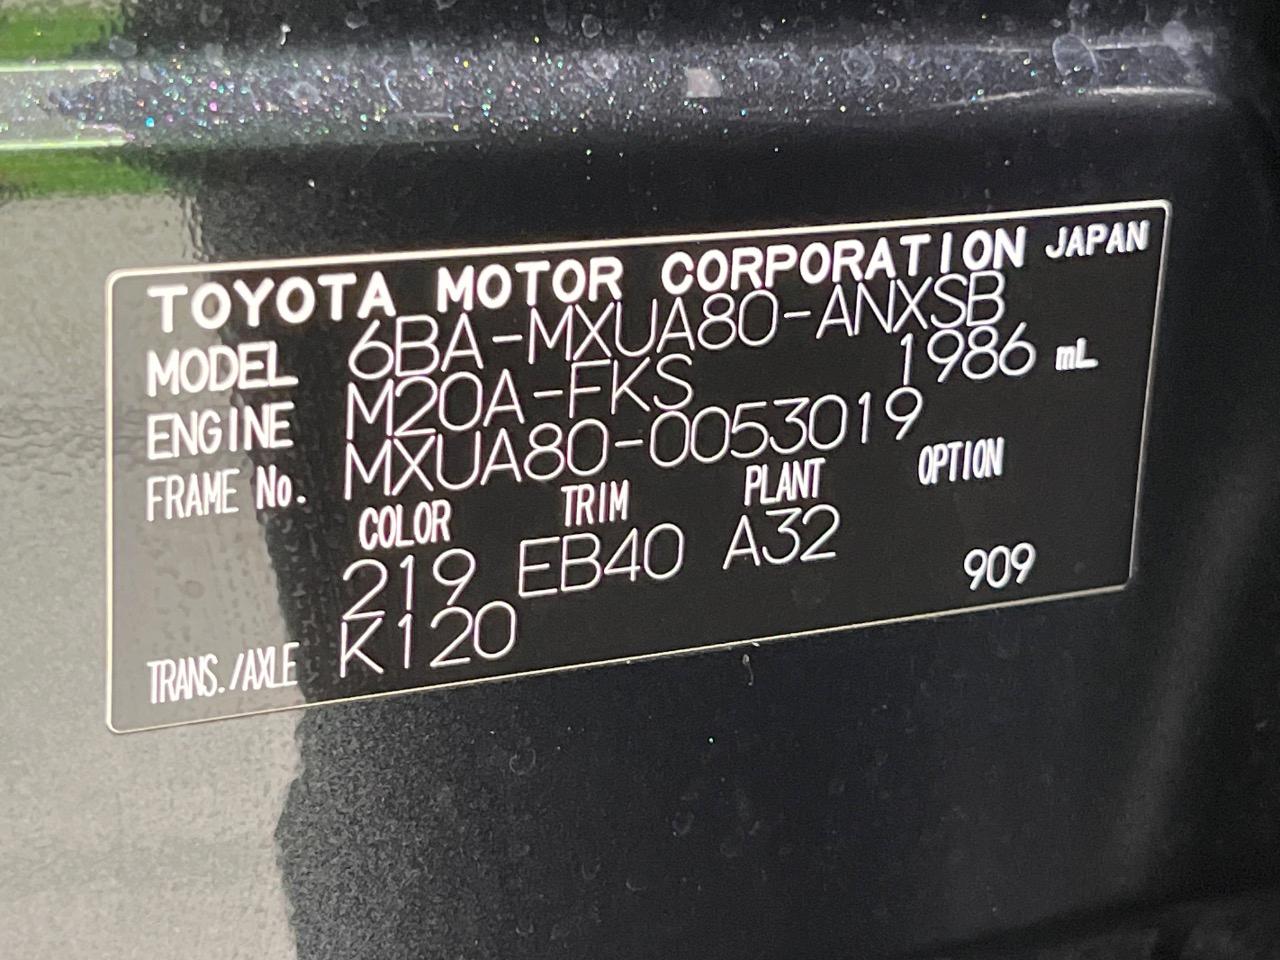 TOYOTA MOTOR CORPORATION JAPAN
MODEL 6BA-MXUA80-ANXSB
ENGINE M20A-FKS 1986 mL
FRAME No. MXUA80-0053019
COLOR TRIM PLANT OPTION
219 EB40 A32 909
TRANS./AXLE K120